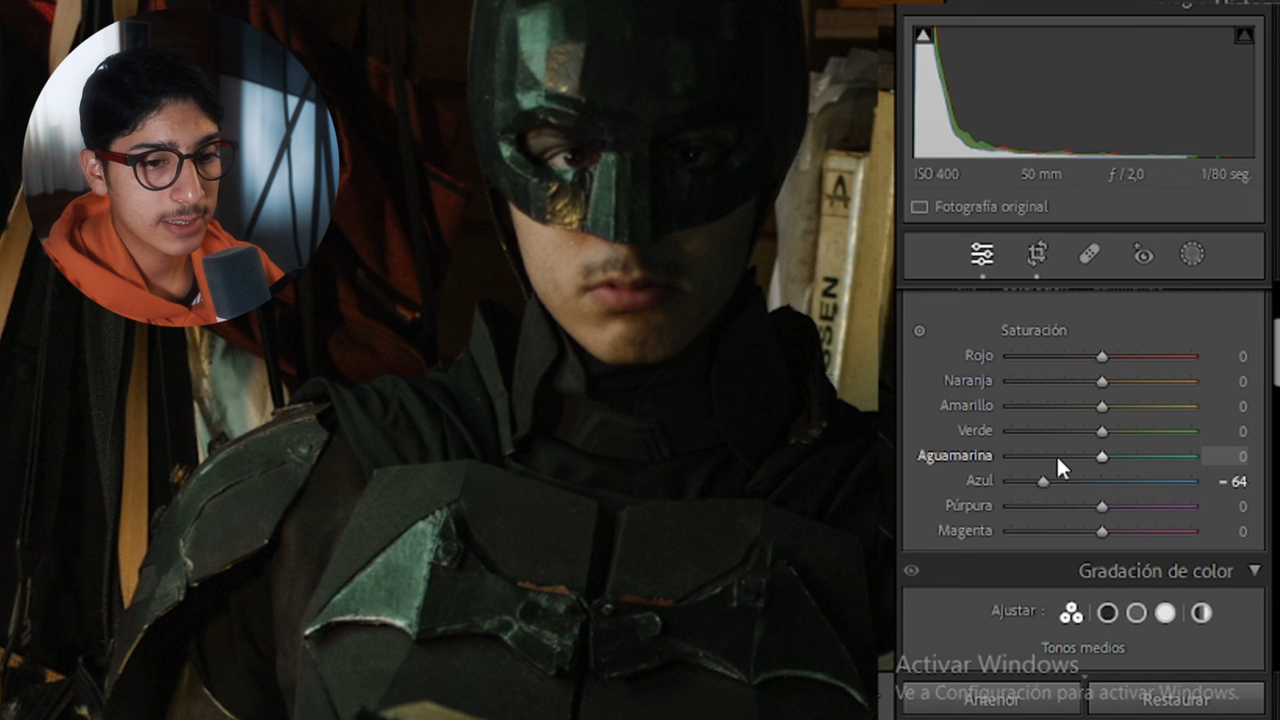 ISO 400 50 mm ƒ / 2,0 1/80 seg.
Fotografía original
Saturación
Rojo 0
Naranja 0
Amarillo 0
Verde 0
Aguamarina 0
Azul - 64
Púrpura 0
Magenta 0
Gradación de color
Ajustar :
Tonos medios
Activar Windows
Ve a Configuración para activar Windows.
Anterior Restaurar
A
SSEN